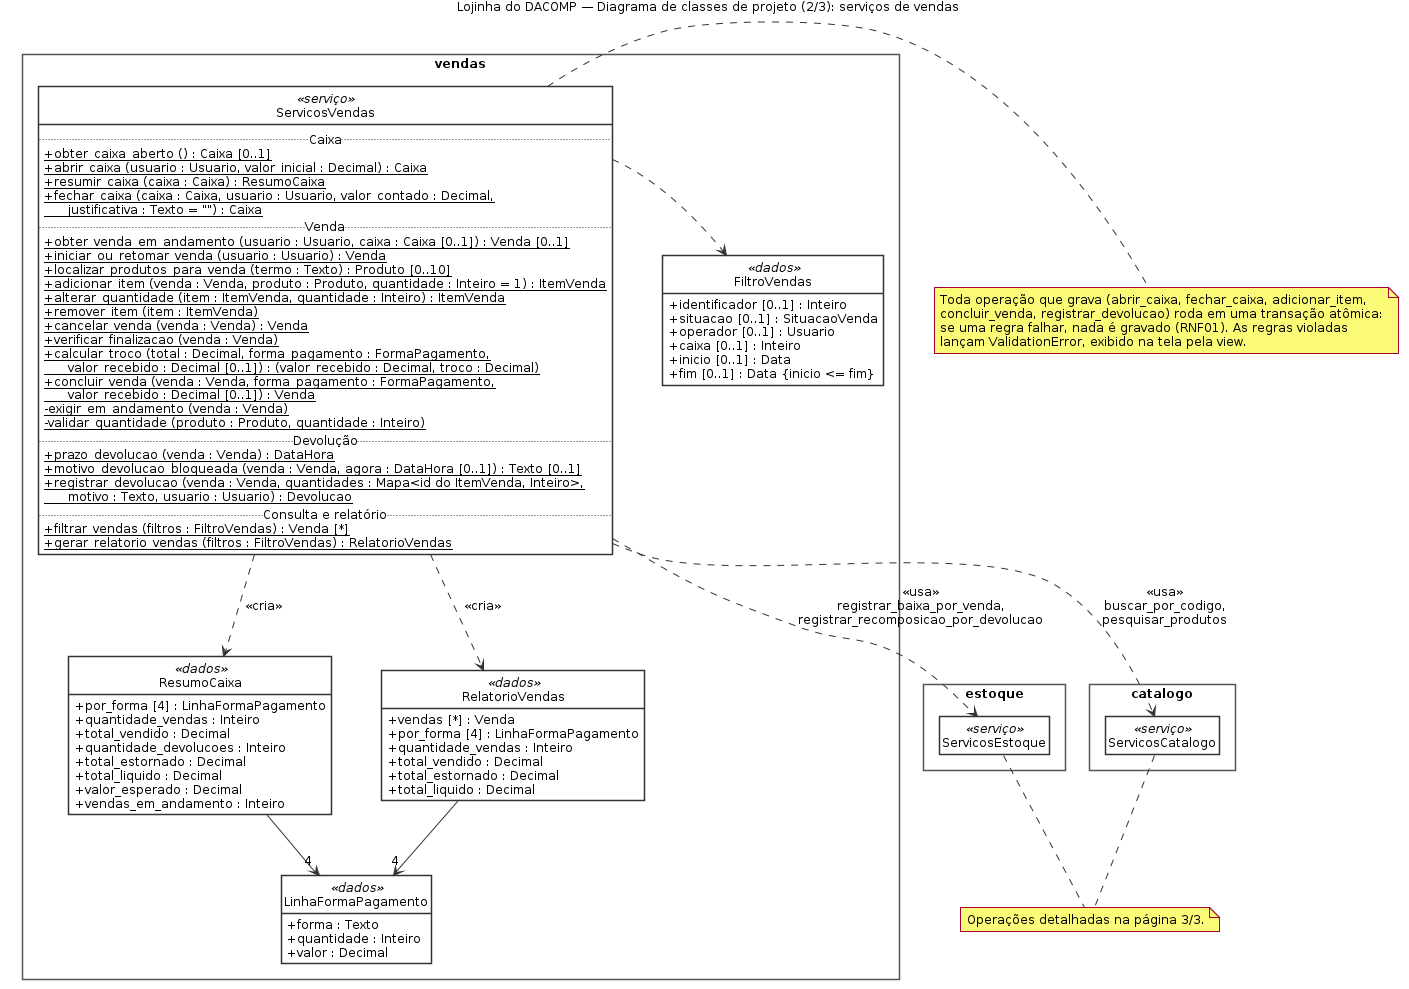 Lojinha do DACOMP — Diagrama de classes de projeto (2/3): serviços de vendas
vendas
«serviço»
ServicosVendas
Caixa
+obter_caixa_aberto () : Caixa [0..1]
+abrir_caixa (usuario : Usuario, valor_inicial : Decimal) : Caixa
+resumir_caixa (caixa : Caixa) : ResumoCaixa
+fechar_caixa (caixa : Caixa, usuario : Usuario, valor_contado : Decimal,
justificativa : Texto = "") : Caixa
Venda
+obter_venda_em_andamento (usuario : Usuario, caixa : Caixa [0..1]) : Venda [0..1]
+iniciar_ou_retomar_venda (usuario : Usuario) : Venda
+localizar_produtos_para_venda (termo : Texto) : Produto [0..10]
+adicionar_item (venda : Venda, produto : Produto, quantidade : Inteiro = 1) : ItemVenda
+alterar_quantidade (item : ItemVenda, quantidade : Inteiro) : ItemVenda
+remover_item (item : ItemVenda)
+cancelar_venda (venda : Venda) : Venda
+verificar_finalizacao (venda : Venda)
+calcular_troco (total : Decimal, forma_pagamento : FormaPagamento,
valor_recebido : Decimal [0..1]) : (valor_recebido : Decimal, troco : Decimal)
+concluir_venda (venda : Venda, forma_pagamento : FormaPagamento,
valor_recebido : Decimal [0..1]) : Venda
-exigir_em_andamento (venda : Venda)
-validar_quantidade (produto : Produto, quantidade : Inteiro)
Devolução
+prazo_devolucao (venda : Venda) : DataHora
+motivo_devolucao_bloqueada (venda : Venda, agora : DataHora [0..1]) : Texto [0..1]
+registrar_devolucao (venda : Venda, quantidades : Mapa<id do ItemVenda, Inteiro>,
motivo : Texto, usuario : Usuario) : Devolucao
Consulta e relatório
+filtrar_vendas (filtros : FiltroVendas) : Venda [*]
+gerar_relatorio_vendas (filtros : FiltroVendas) : RelatorioVendas
«dados»
FiltroVendas
+identificador [0..1] : Inteiro
+situacao [0..1] : SituacaoVenda
+operador [0..1] : Usuario
+caixa [0..1] : Inteiro
+inicio [0..1] : Data
+fim [0..1] : Data {inicio <= fim}
Toda operação que grava (abrir_caixa, fechar_caixa, adicionar_item,
concluir_venda, registrar_devolucao) roda em uma transação atômica:
se uma regra falhar, nada é gravado (RNF01). As regras violadas
lançam ValidationError, exibido na tela pela view.
«cria»
«cria»
«usa»
registrar_baixa_por_venda,
registrar_recomposicao_por_devolucao
«usa»
buscar_por_codigo,
pesquisar_produtos
«dados»
ResumoCaixa
+por_forma [4] : LinhaFormaPagamento
+quantidade_vendas : Inteiro
+total_vendido : Decimal
+quantidade_devolucoes : Inteiro
+total_estornado : Decimal
+total_liquido : Decimal
+valor_esperado : Decimal
+vendas_em_andamento : Inteiro
«dados»
RelatorioVendas
+vendas [*] : Venda
+por_forma [4] : LinhaFormaPagamento
+quantidade_vendas : Inteiro
+total_vendido : Decimal
+total_estornado : Decimal
+total_liquido : Decimal
estoque
«serviço»
ServicosEstoque
catalogo
«serviço»
ServicosCatalogo
4
4
«dados»
LinhaFormaPagamento
+forma : Texto
+quantidade : Inteiro
+valor : Decimal
Operações detalhadas na página 3/3.